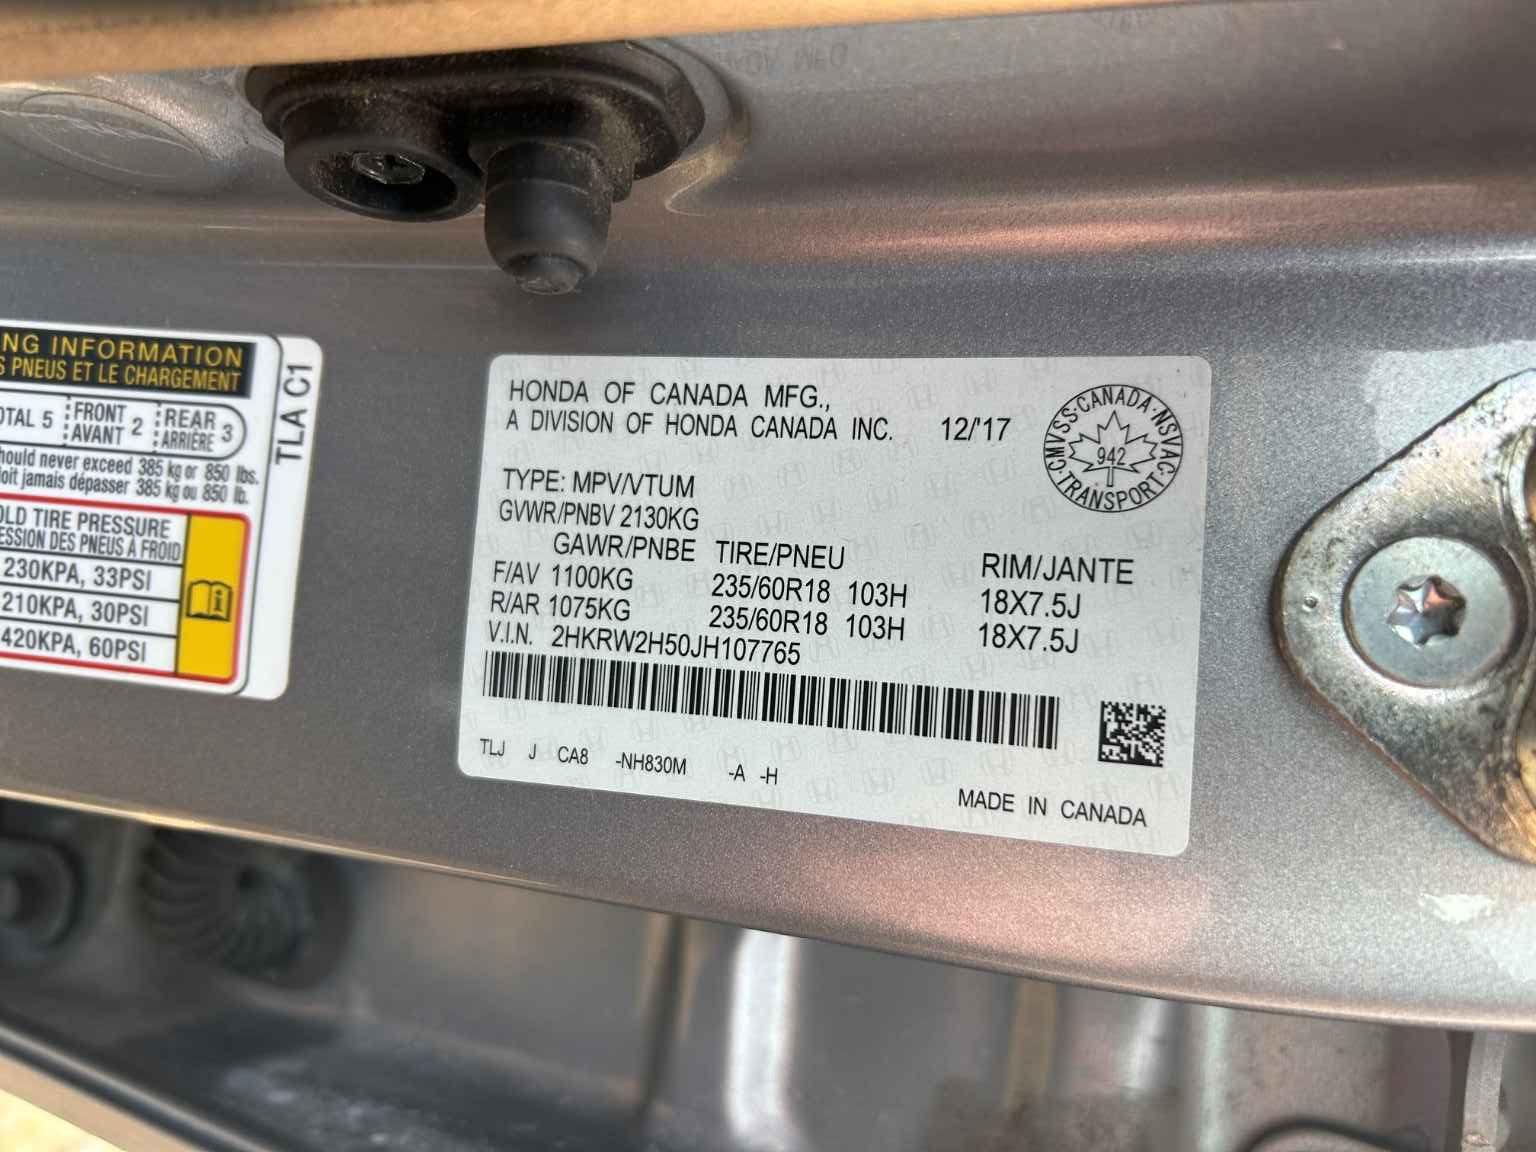 NG INFORMATION
S PNEUS ET LE CHARGEMENT
OTAL 5 FRONT AVANT 2 REAR ARRIÈRE 3
hould never exceed 385 kg or 850 lbs.
oit jamais dépasser 385 kg ou 850 lb.
OLD TIRE PRESSURE
ESSION DES PNEUS À FROID
230KPA, 33PSI
210KPA, 30PSI
420KPA, 60PSI
TLA C1
HONDA OF CANADA MFG.,
A DIVISION OF HONDA CANADA INC. 12/'17
CMVSS·CANADA·NSVAC·TRANSPORT·
942
TYPE: MPV/VTUM
GVWR/PNBV 2130KG
GAWR/PNBE TIRE/PNEU RIM/JANTE
F/AV 1100KG 235/60R18 103H 18X7.5J
R/AR 1075KG 235/60R18 103H 18X7.5J
V.I.N. 2HKRW2H50JH107765
TLJ J CA8 -NH830M -A -H
MADE IN CANADA